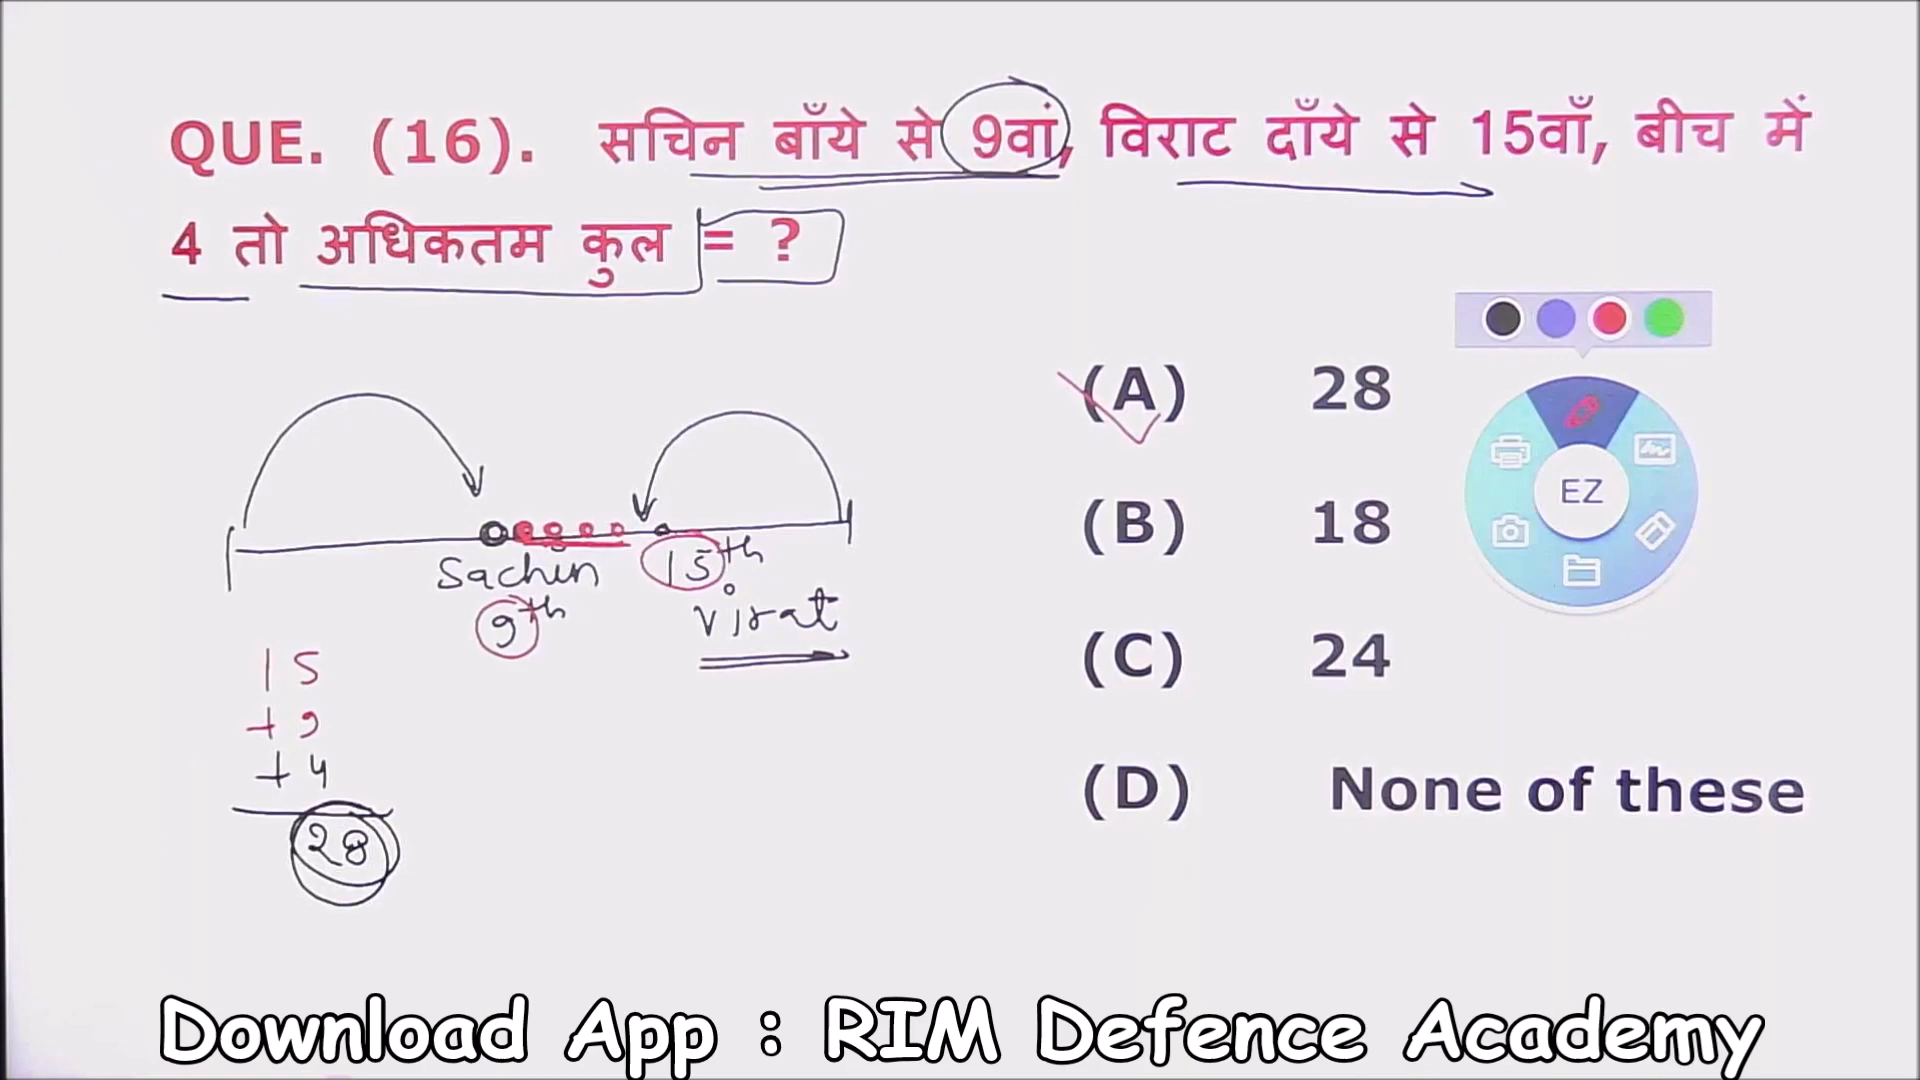 QUE. (16). सचिन बाँये से 9वां, विराट दाँये से 15वाँ, बीच में
4 तो अधिकतम कुल = ?
(A) 28
(B) 18
(C) 24
(D) None of these
EZ
Sachin
9th
15th
Virat
15
+ 9
+ 4
28
Download App : RIM Defence Academy